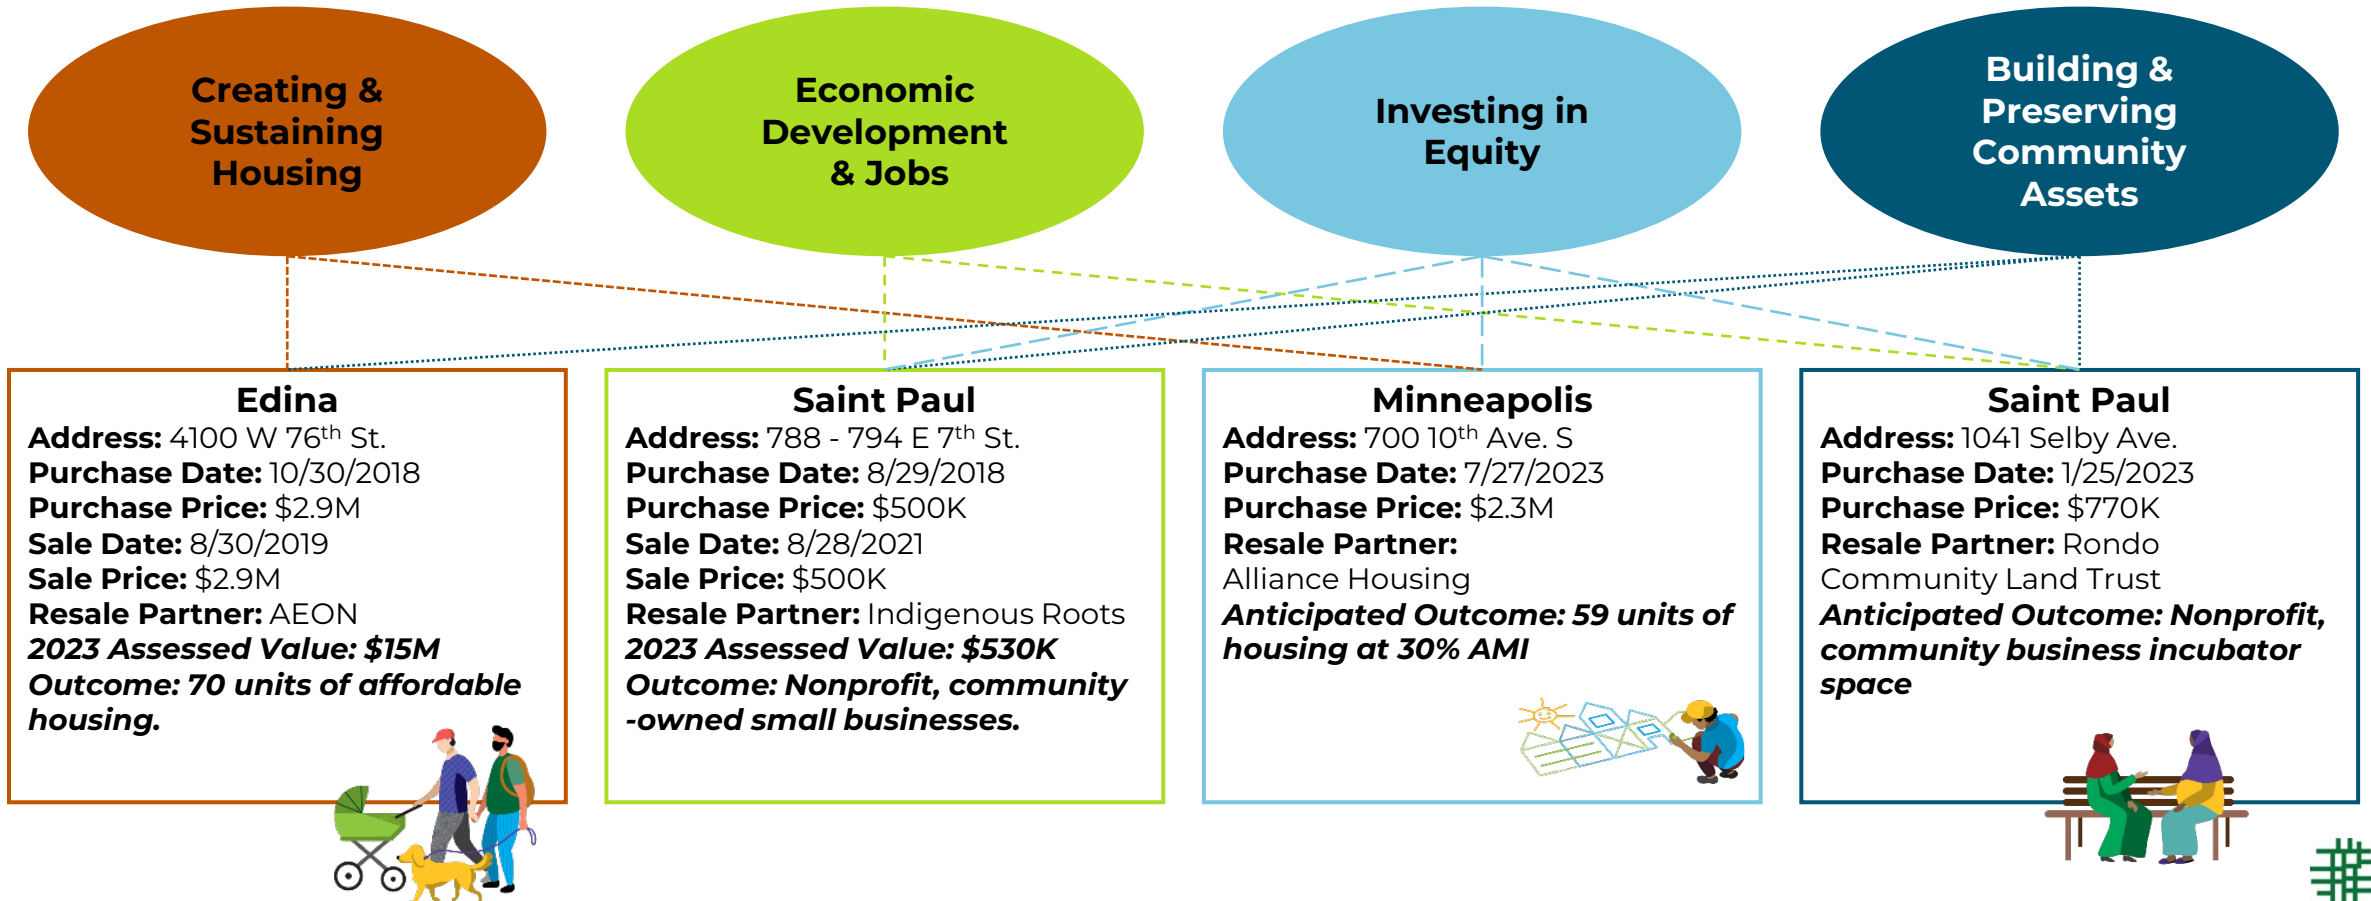 Creating &
Sustaining
Housing
Economic
Development
& Jobs
Investing in
Equity
Building &
Preserving
Community
Assets
Edina
Address: 4100 W 76th St.
Purchase Date: 10/30/2018
Purchase Price: $2.9M
Sale Date: 8/30/2019
Sale Price: $2.9M
Resale Partner: AEON
2023 Assessed Value: $15M
Outcome: 70 units of affordable
housing.
Saint Paul
Address: 788 - 794 E 7th St.
Purchase Date: 8/29/2018
Purchase Price: $500K
Sale Date: 8/28/2021
Sale Price: $500K
Resale Partner: Indigenous Roots
2023 Assessed Value: $530K
Outcome: Nonprofit, community
-owned small businesses.
Minneapolis
Address: 700 10th Ave. S
Purchase Date: 7/27/2023
Purchase Price: $2.3M
Resale Partner:
Alliance Housing
Anticipated Outcome: 59 units of
housing at 30% AMI
Saint Paul
Address: 1041 Selby Ave.
Purchase Date: 1/25/2023
Purchase Price: $770K
Resale Partner: Rondo
Community Land Trust
Anticipated Outcome: Nonprofit,
community business incubator
space